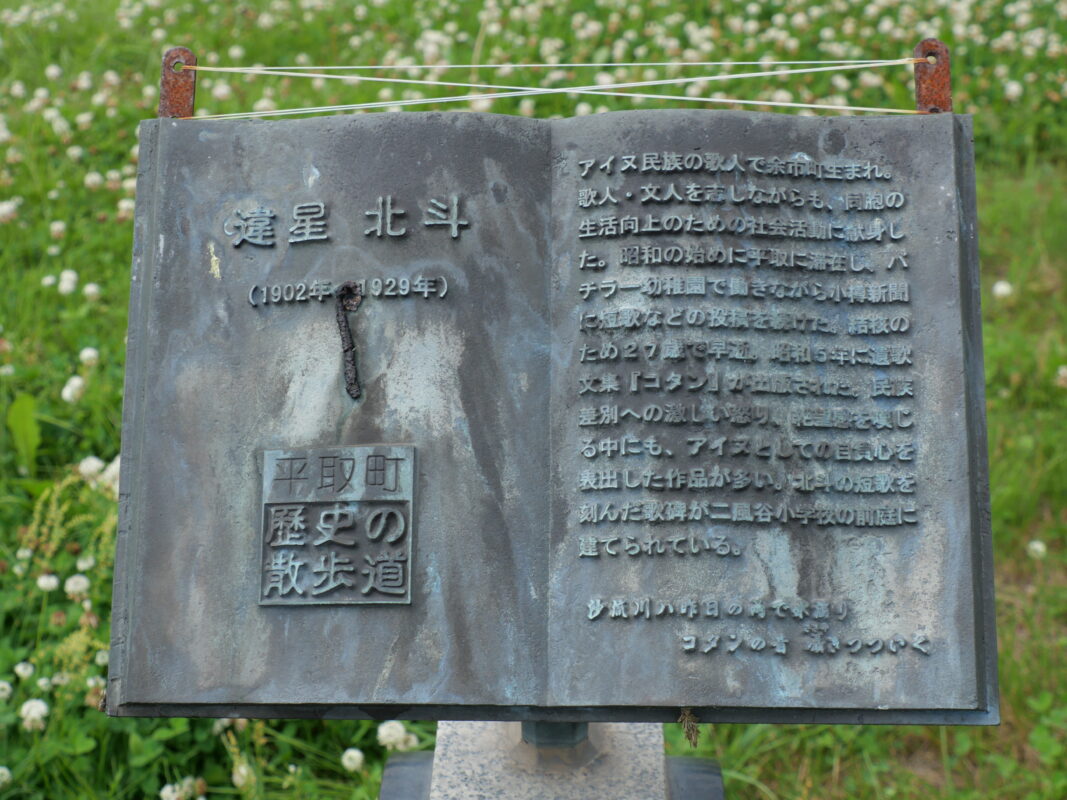 違星 北斗
(1902年 1929年)
平取町
歴史の
散歩道
アイヌ民族の歌人で余市町生まれ。
歌人・文人を志しながらも、同胞の
生活向上のための社会活動に献身し
た。昭和の始めに平取に滞在し、バ
チラー幼稚園で働きながら小樽新聞
に短歌などの投稿を続けた。結核の
ため27歳で早逝。昭和5年に遺歌
文集『コタン』が出版された。民族
差別への激しい怒り、
る中にも、アイヌとしての自負心を
表出した作品が多い。北斗の短歌を
刻んだ歌碑が二風谷小学校の前庭に
建てられている。
沙流川ハ昨日の雨で水濁り
コタンの昔 囁きつついく